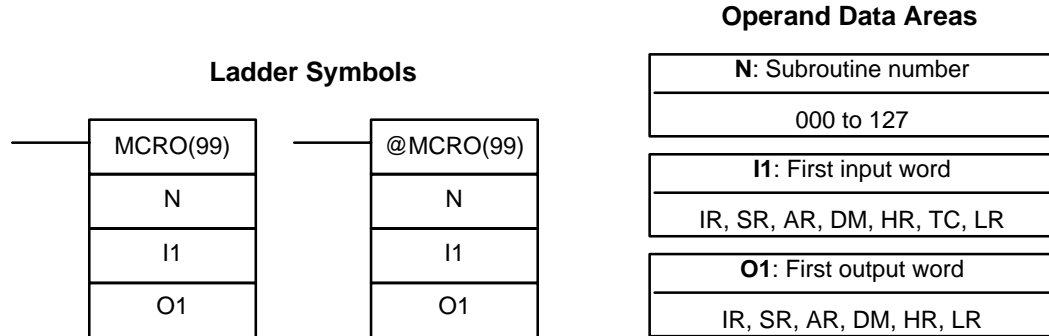 Ladder Symbols
MCRO(99)
N
I1
O1
@MCRO(99)
N
I1
O1
Operand Data Areas
N: Subroutine number
000 to 127
I1: First input word
IR, SR, AR, DM, HR, TC, LR
O1: First output word
IR, SR, AR, DM, HR, LR